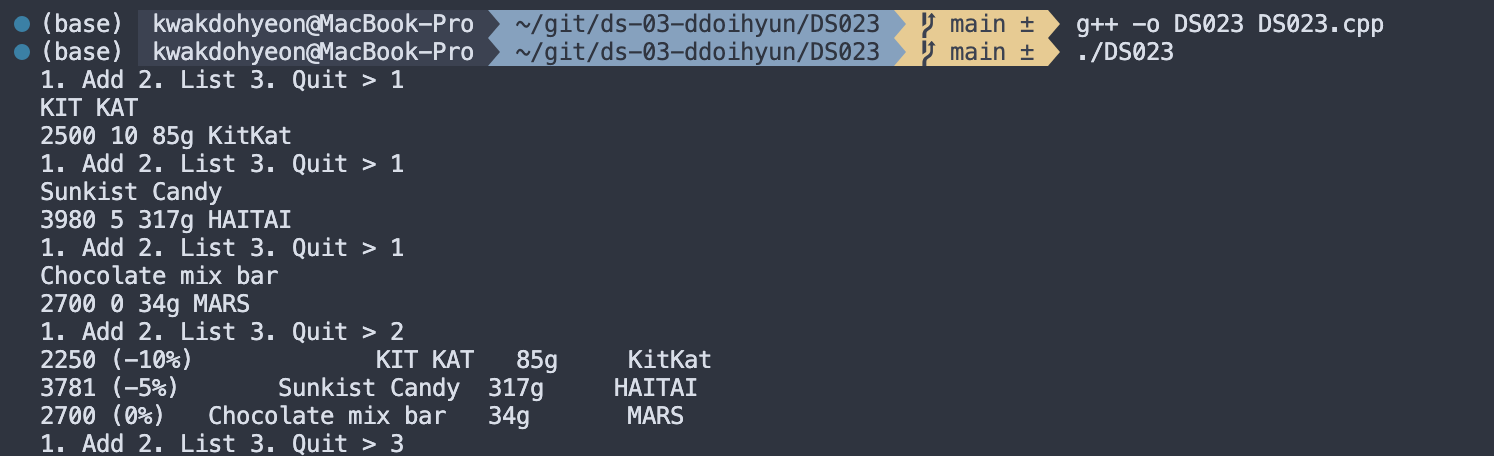 (base) kwakdohyeon@MacBook-Pro ~/git/ds-03-ddoihyun/DS023 main ± g++ -o DS023 DS023.cpp
(base) kwakdohyeon@MacBook-Pro ~/git/ds-03-ddoihyun/DS023 main ± ./DS023
1. Add 2. List 3. Quit > 1
KIT KAT
2500 10 85g KitKat
1. Add 2. List 3. Quit > 1
Sunkist Candy
3980 5 317g HAITAI
1. Add 2. List 3. Quit > 1
Chocolate mix bar
2700 0 34g MARS
1. Add 2. List 3. Quit > 2
2250 (-10%)             KIT KAT   85g     KitKat
3781 (-5%)       Sunkist Candy  317g     HAITAI
2700 (0%)   Chocolate mix bar   34g       MARS
1. Add 2. List 3. Quit > 3